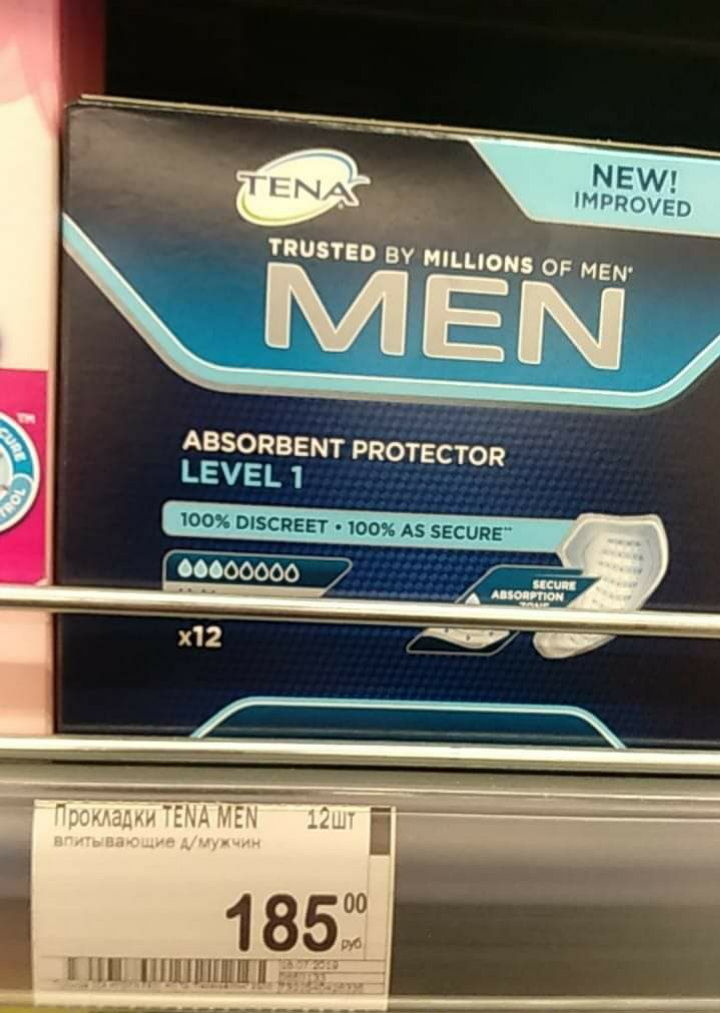 TENA
NEW!
IMPROVED
TRUSTED BY MILLIONS OF MEN*
MEN
ABSORBENT PROTECTOR
LEVEL 1
100% DISCREET • 100% AS SECURE**
SECURE
ABSORPTION
x12
TM
Прокладки TENA MEN 12шт
впитывающие д/мужчин
185 00
руб